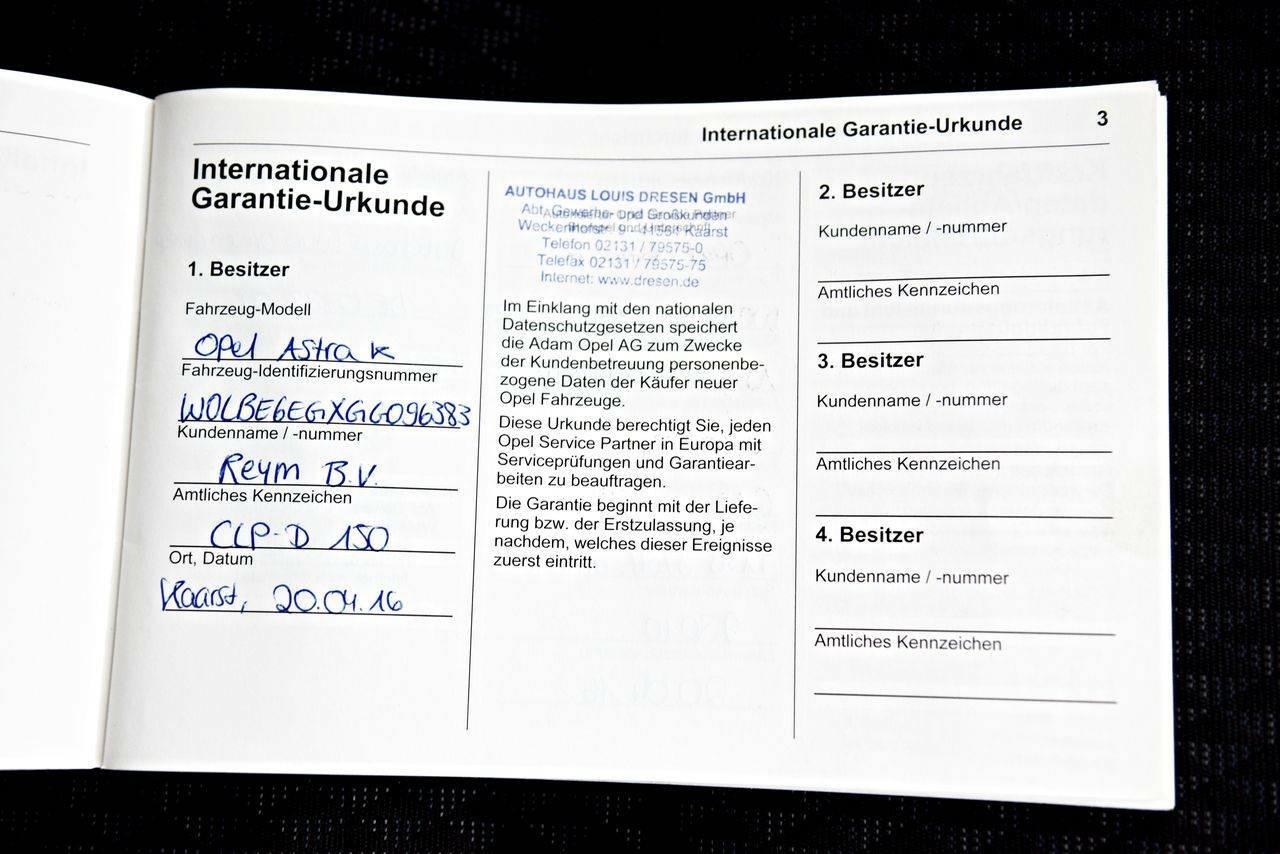 Internationale Garantie-Urkunde 3
Internationale
Garantie-Urkunde
1. Besitzer
Fahrzeug-Modell
Opel Astra K
Fahrzeug-Identifizierungsnummer
W0LBE6EGXGG096383
Kundenname / -nummer
Reym B.V.
Amtliches Kennzeichen
CLP-D 150
Ort, Datum
Kaarst, 20.04.16
AUTOHAUS LOUIS DRESEN GmbH
Abt. Gewerbe- und Großkunden
Kaarst
Telefon 02131 / 79575-0
Telefax 02131 / 79575-75
Internet: www.dresen.de
Im Einklang mit den nationalen
Datenschutzgesetzen speichert
die Adam Opel AG zum Zwecke
der Kundenbetreuung personenbe-
zogene Daten der Käufer neuer
Opel Fahrzeuge.
Diese Urkunde berechtigt Sie, jeden
Opel Service Partner in Europa mit
Serviceprüfungen und Garantiear-
beiten zu beauftragen.
Die Garantie beginnt mit der Liefe-
rung bzw. der Erstzulassung, je
nachdem, welches dieser Ereignisse
zuerst eintritt.
2. Besitzer
Kundenname / -nummer
Amtliches Kennzeichen
3. Besitzer
Kundenname / -nummer
Amtliches Kennzeichen
4. Besitzer
Kundenname / -nummer
Amtliches Kennzeichen